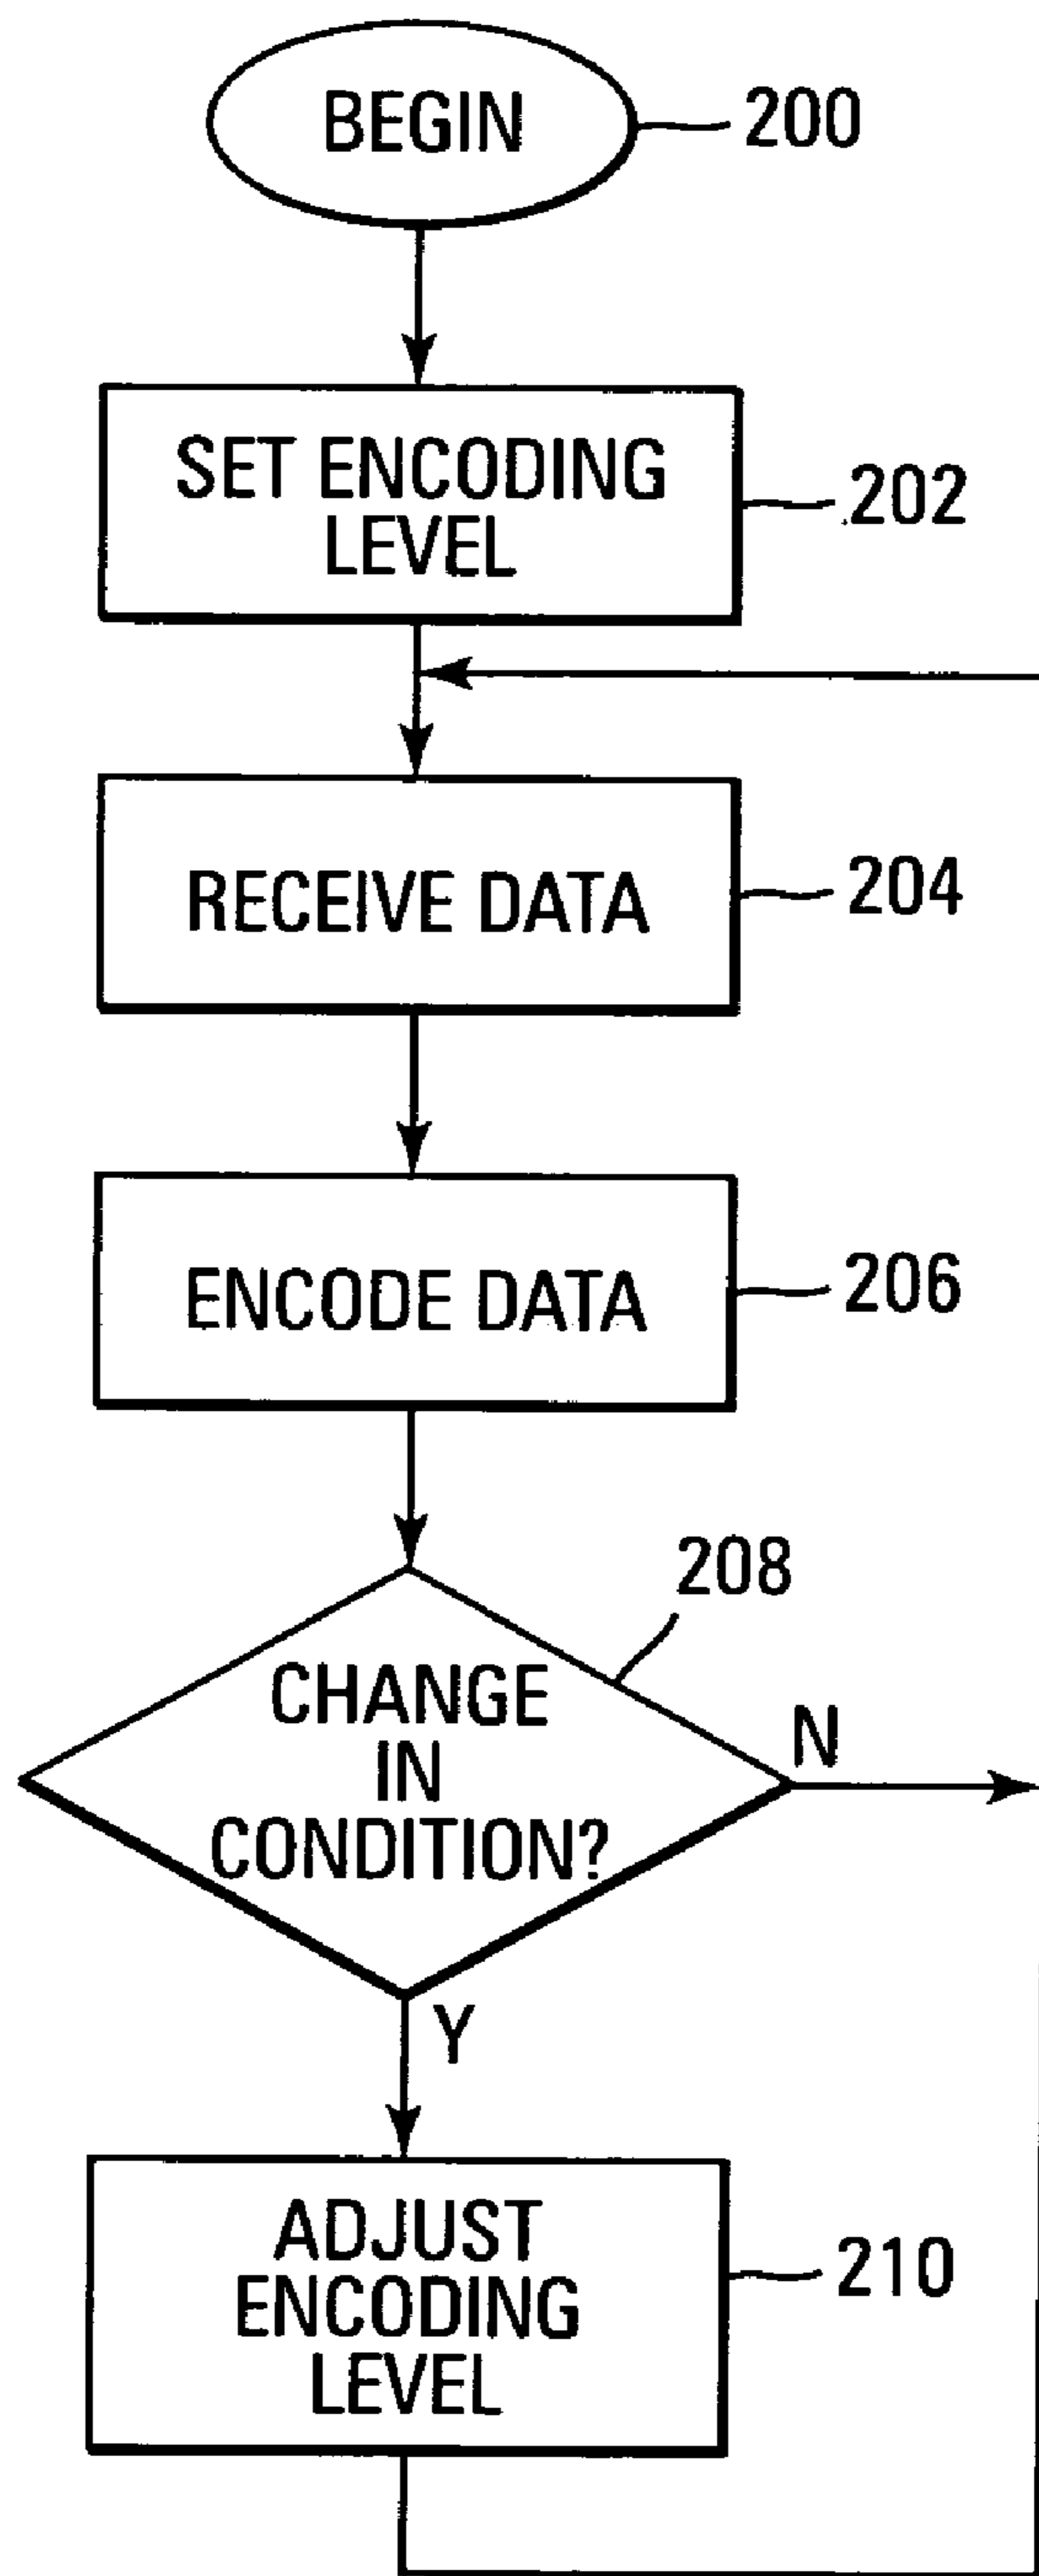 BEGIN
200
SET ENCODING
LEVEL
202
RECEIVE DATA
204
ENCODE DATA
206
208
CHANGE
IN
CONDITION?
N
Y
ADJUST
ENCODING
LEVEL
210